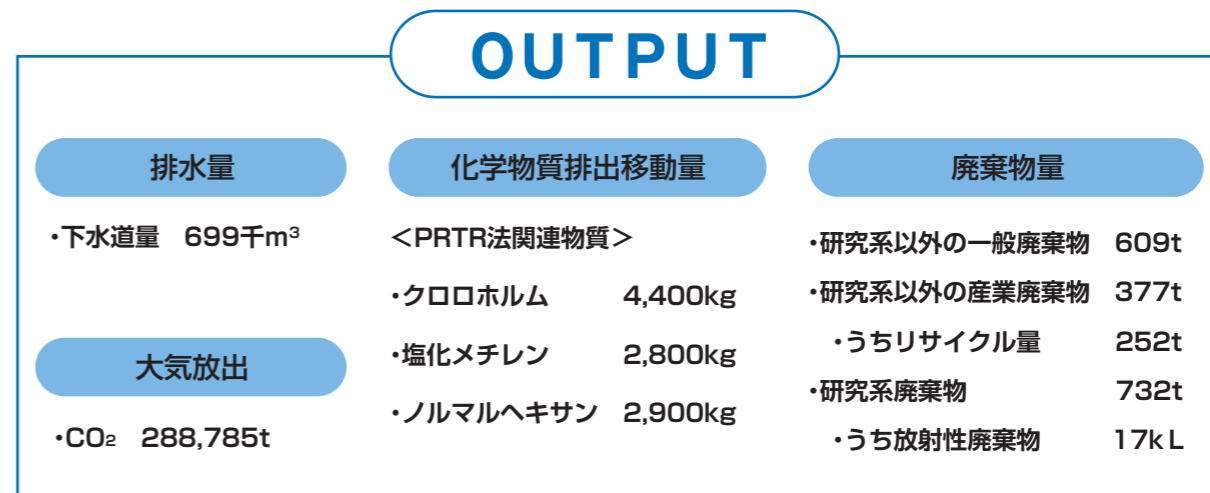 OUTPUT
排水量
・下水道量 699千m³
大気放出
・CO₂ 288,785t
化学物質排出移動量
＜PRTR法関連物質＞
・クロロホルム 4,400kg
・塩化メチレン 2,800kg
・ノルマルヘキサン 2,900kg
廃棄物量
・研究系以外の一般廃棄物 609t
・研究系以外の産業廃棄物 377t
・うちリサイクル量 252t
・研究系廃棄物 732t
・うち放射性廃棄物 17kL